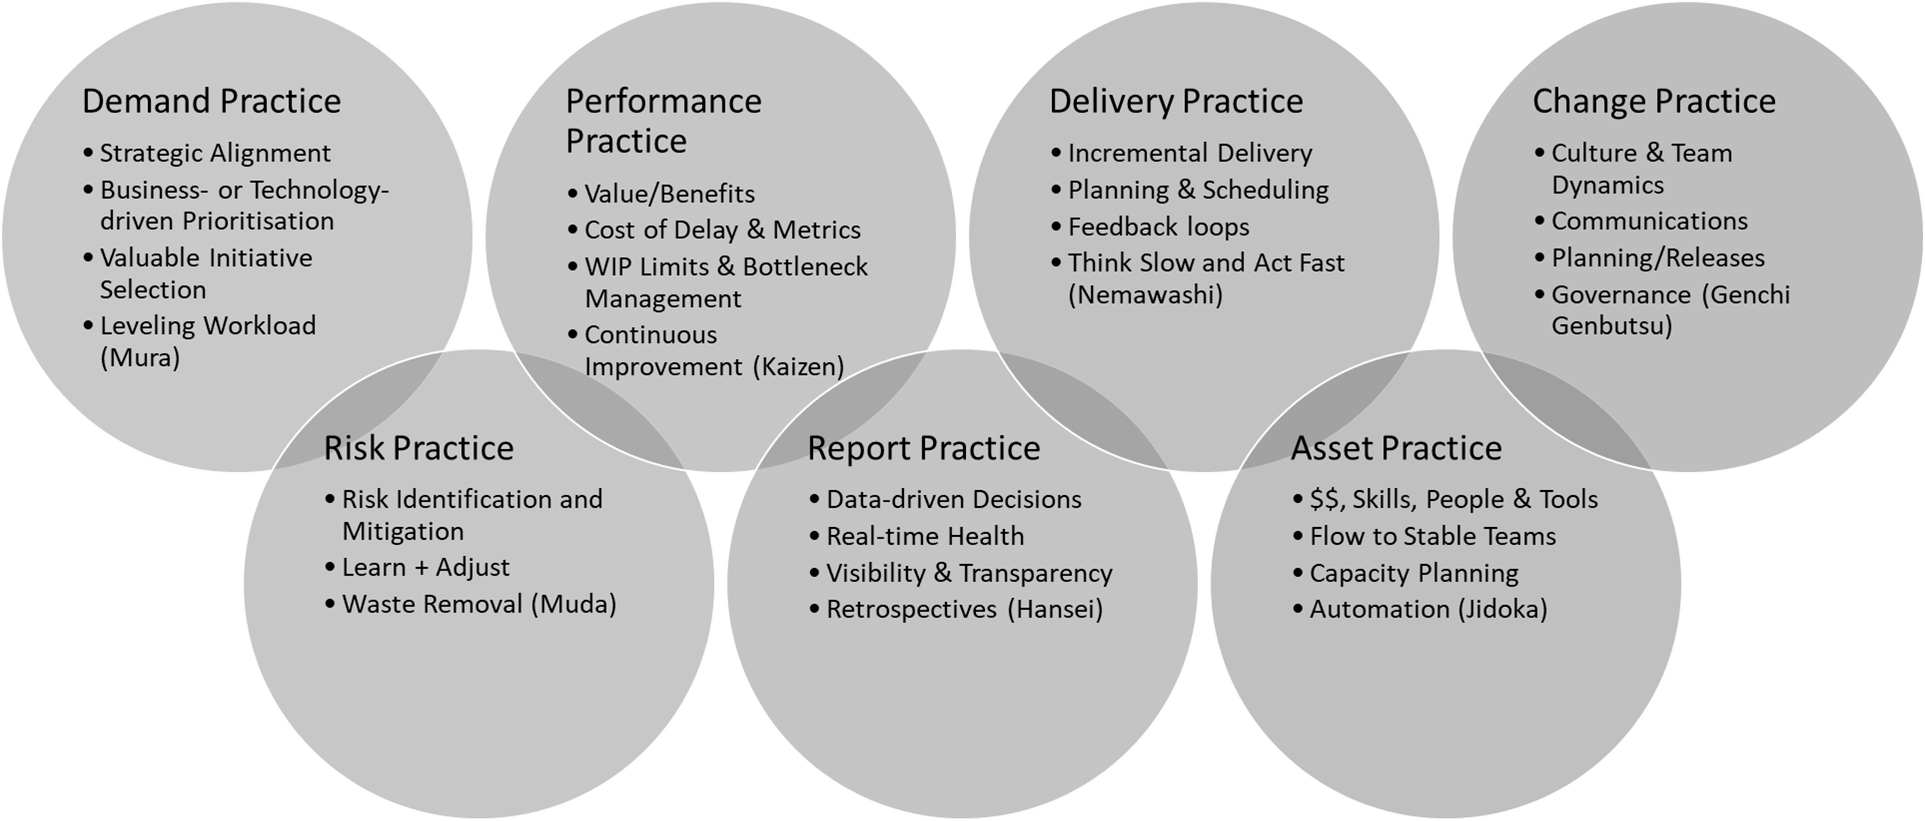 Demand Practice
• Strategic Alignment
• Business- or Technology-
driven Prioritisation
• Valuable Initiative
Selection
• Leveling Workload
(Mura)
Risk Practice
• Risk Identification and
Mitigation
• Learn + Adjust
• Waste Removal (Muda)
Performance
Practice
• Value/Benefits
• Cost of Delay & Metrics
• WIP Limits & Bottleneck
Management
• Continuous
Improvement (Kaizen)
Report Practice
• Data-driven Decisions
• Real-time Health
• Visibility & Transparency
• Retrospectives (Hansei)
Delivery Practice
• Incremental Delivery
• Planning & Scheduling
• Feedback loops
• Think Slow and Act Fast
(Nemawashi)
Asset Practice
• $$, Skills, People & Tools
• Flow to Stable Teams
• Capacity Planning
• Automation (Jidoka)
Change Practice
• Culture & Team
Dynamics
• Communications
• Planning/Releases
• Governance (Genchi
Genbutsu)